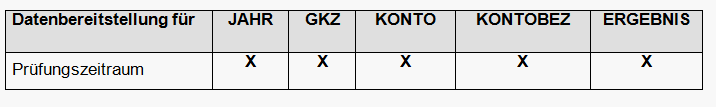 Datenbereitstellung für JAHR GKZ KONTO KONTOBEZ ERGEBNIS
Prüfungszeitraum X X X X X